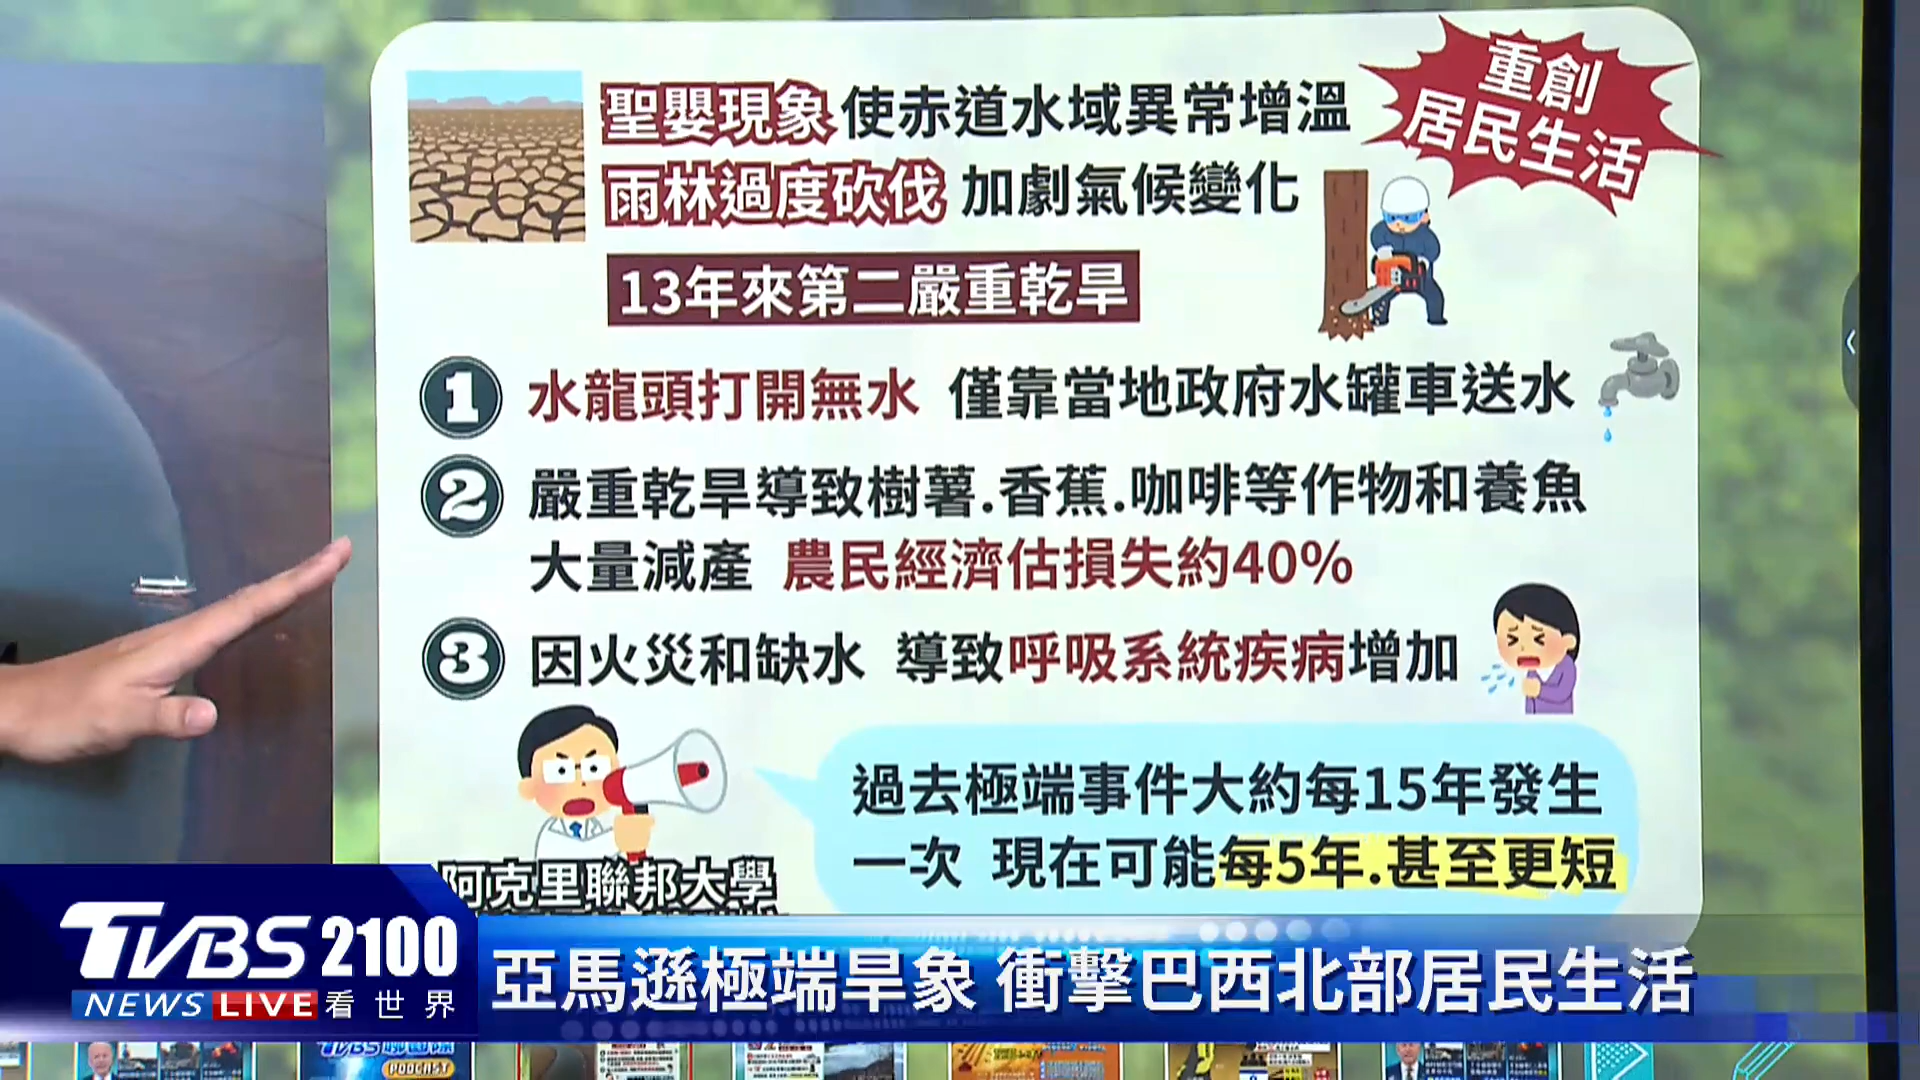 重創
居民生活
聖嬰現象 使赤道水域異常增溫
雨林過度砍伐 加劇氣候變化
13年來第二嚴重乾旱
1 水龍頭打開無水 僅靠當地政府水罐車送水
2 嚴重乾旱導致樹薯.香蕉.咖啡等作物和養魚
大量減產 農民經濟估損失約40%
3 因火災和缺水 導致呼吸系統疾病增加
過去極端事件大約每15年發生
一次 現在可能每5年.甚至更短
阿克里聯邦大學
TVBS 2100
NEWS LIVE 看世界
亞馬遜極端旱象 衝擊巴西北部居民生活
TVBS
PODCAST